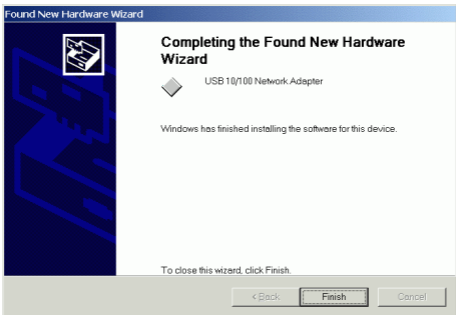 Found New Hardware Wizard
Completing the Found New Hardware
Wizard
USB 10/100 Network Adapter
Windows has finished installing the software for this device.
To close this wizard, click Finish.
< Back
Finish
Cancel